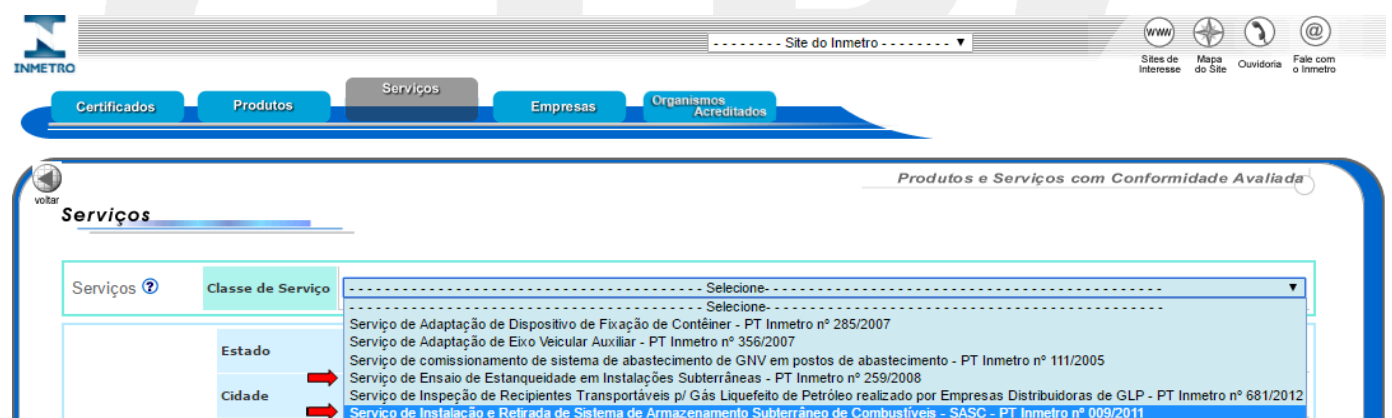 - - - - - - - - Site do Inmetro - - - - - - - - ▼
www
@
INMETRO
Sites de Interesse
Mapa do Site
Ouvidoria
Fale com o Inmetro
Certificados
Produtos
Serviços
Empresas
Organismos Acreditados
voltar
Produtos e Serviços com Conformidade Avaliada
Serviços
Serviços ?
Classe de Serviço
- - - - - - - - - - - - - - - - - - - - - - - - - - - - - - - - - - - - - - - - Selecione- - - - - - - - - - - - - - - - - - - - - - - - - - - - - - - - - - - - - - - - - - - - ▼
- - - - - - - - - - - - - - - - - - - - - - - - - - - - - - - - - - - - - - - - Selecione- - - - - - - - - - - - - - - - - - - - - - - - - - - - - - - - - - - - - - - - - - - -
Serviço de Adaptação de Dispositivo de Fixação de Contêiner - PT Inmetro nº 285/2007
Estado
Serviço de Adaptação de Eixo Veicular Auxiliar - PT Inmetro nº 356/2007
Serviço de comissionamento de sistema de abastecimento de GNV em postos de abastecimento - PT Inmetro nº 111/2005
Serviço de Ensaio de Estanqueidade em Instalações Subterrâneas - PT Inmetro nº 259/2008
Cidade
Serviço de Inspeção de Recipientes Transportáveis p/ Gás Liquefeito de Petróleo realizado por Empresas Distribuidoras de GLP - PT Inmetro nº 681/2012
Serviço de Instalação e Retirada de Sistema de Armazenamento Subterrâneo de Combustíveis - SASC - PT Inmetro nº 009/2011